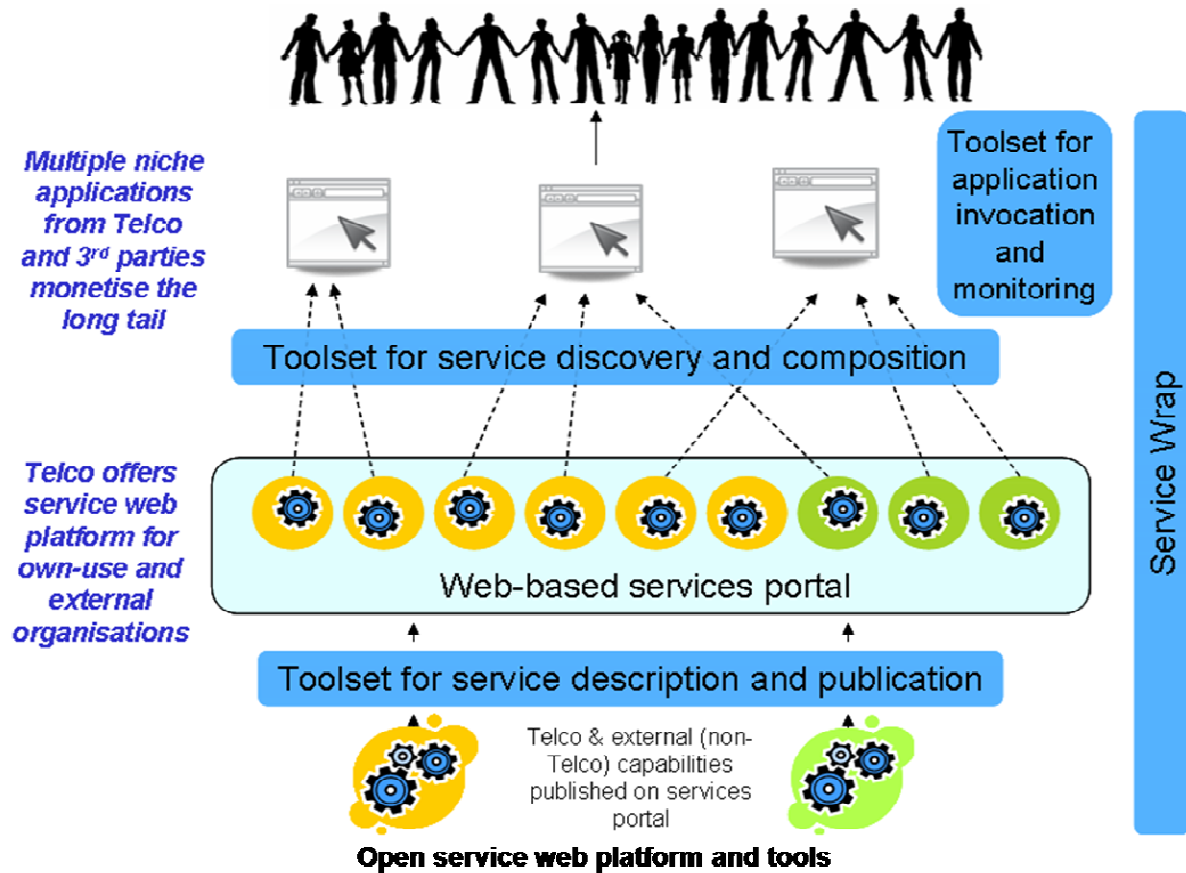 Multiple niche
applications
from Telco
and 3rd parties
monetise the
long tail
Toolset for
application
invocation
and
monitoring
Toolset for service discovery and composition
Service Wrap
Telco offers
service web
platform for
own-use and
external
organisations
Web-based services portal
Toolset for service description and publication
Telco & external (non-
Telco) capabilities
published on services
portal
Open service web platform and tools